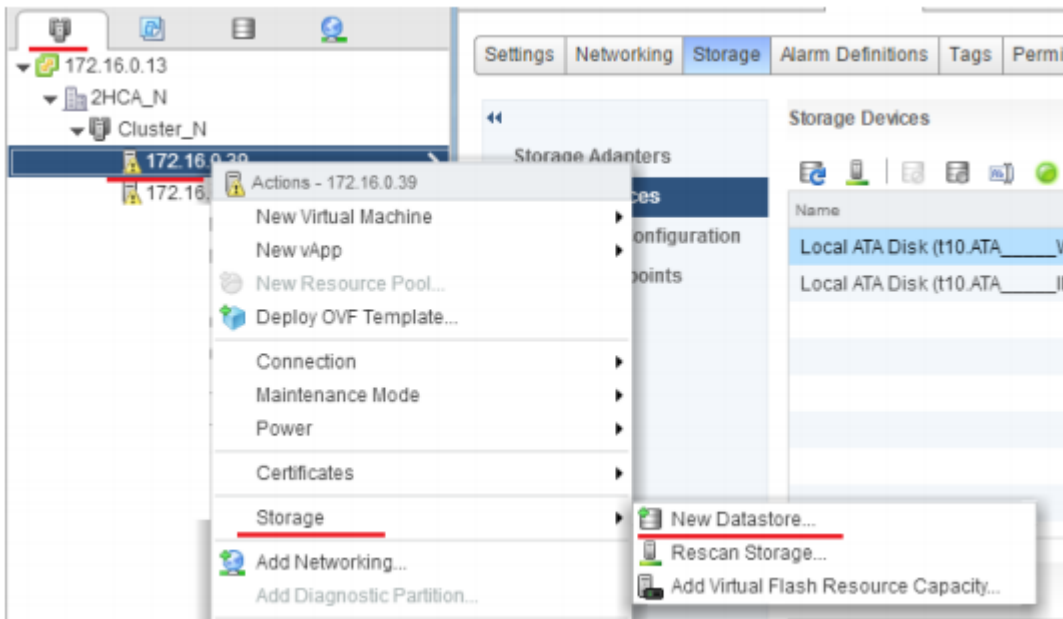 172.16.0.13
2HCA_N
Cluster_N
172.16.0.39
172.16.
Actions - 172.16.0.39
New Virtual Machine
New vApp
New Resource Pool...
Deploy OVF Template...
Connection
Maintenance Mode
Power
Certificates
Storage
Add Networking...
Add Diagnostic Partition...
New Datastore...
Rescan Storage...
Add Virtual Flash Resource Capacity...
Settings Networking Storage Alarm Definitions Tags Permi
Storage Adapters
ces
onfiguration
points
Storage Devices
Name
Local ATA Disk (t10.ATA_____V
Local ATA Disk (t10.ATA_____I